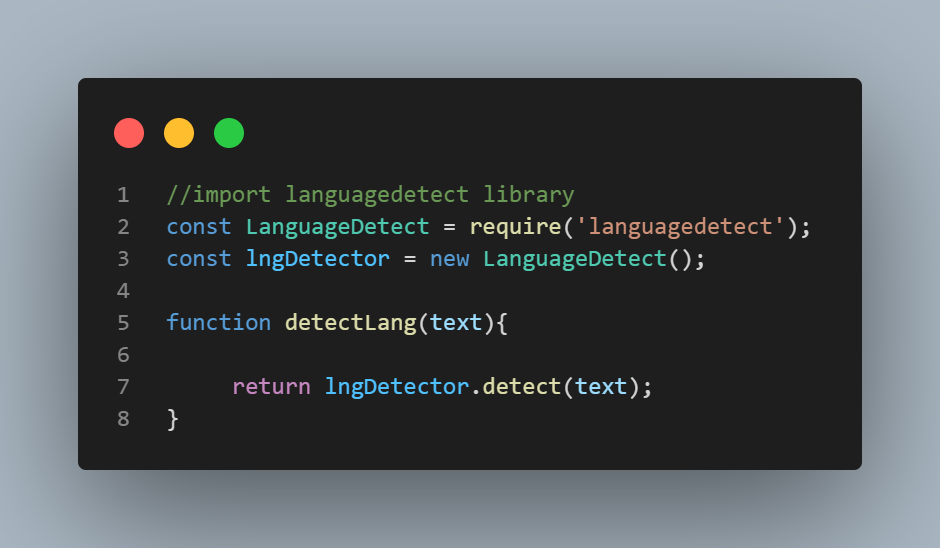 1 //import languagedetect library
2 const LanguageDetect = require('languagedetect');
3 const lngDetector = new LanguageDetect();
4
5 function detectLang(text){
6
7 return lngDetector.detect(text);
8 }